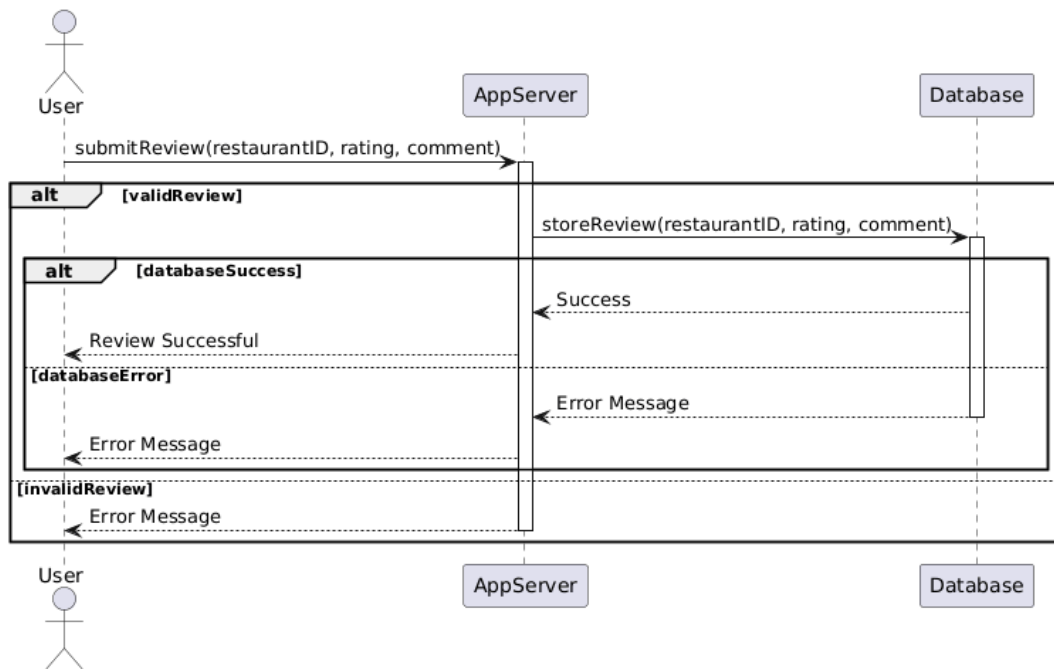 User
AppServer
Database
submitReview(restaurantID, rating, comment)
alt [validReview]
storeReview(restaurantID, rating, comment)
alt [databaseSuccess]
Success
Review Successful
[databaseError]
Error Message
Error Message
[invalidReview]
Error Message
User
AppServer
Database